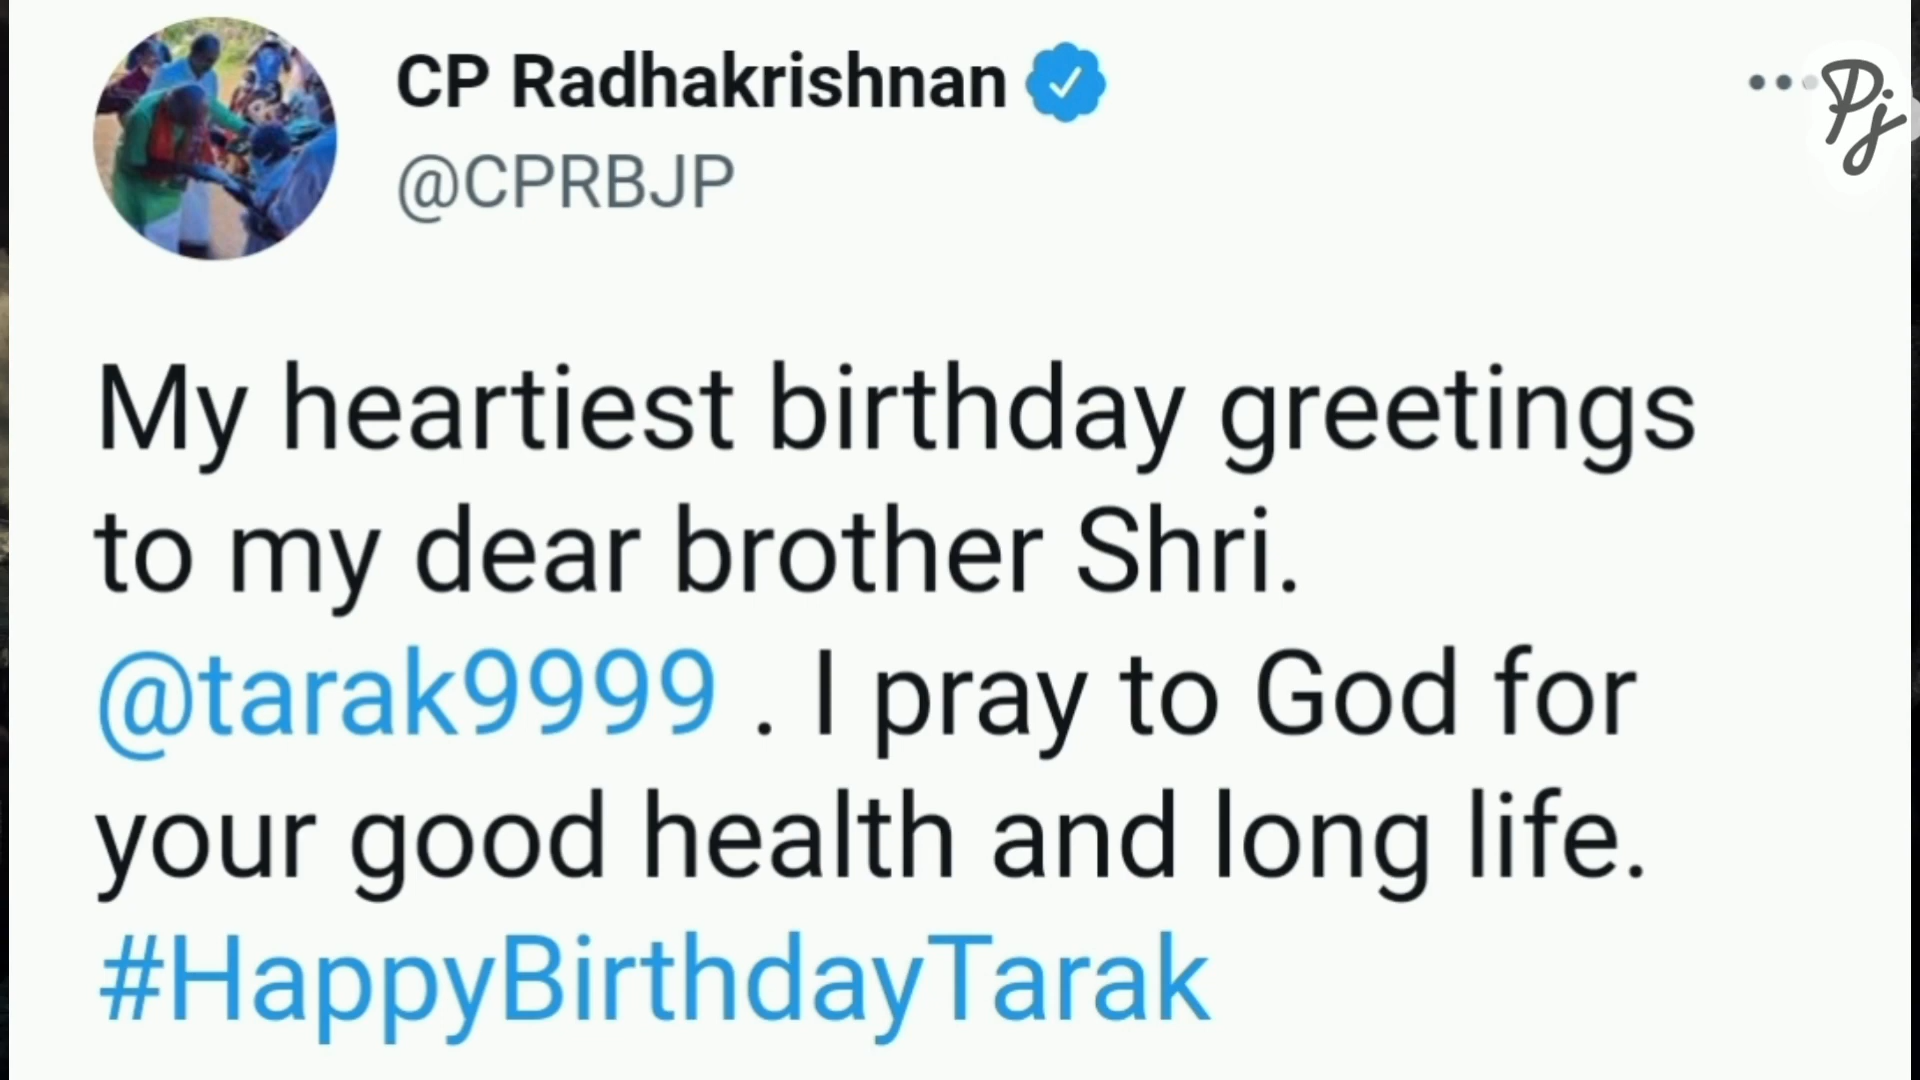 CP Radhakrishnan
@CPRBJP
Pj
My heartiest birthday greetings
to my dear brother Shri.
@tarak9999 . I pray to God for
your good health and long life.
#HappyBirthdayTarak